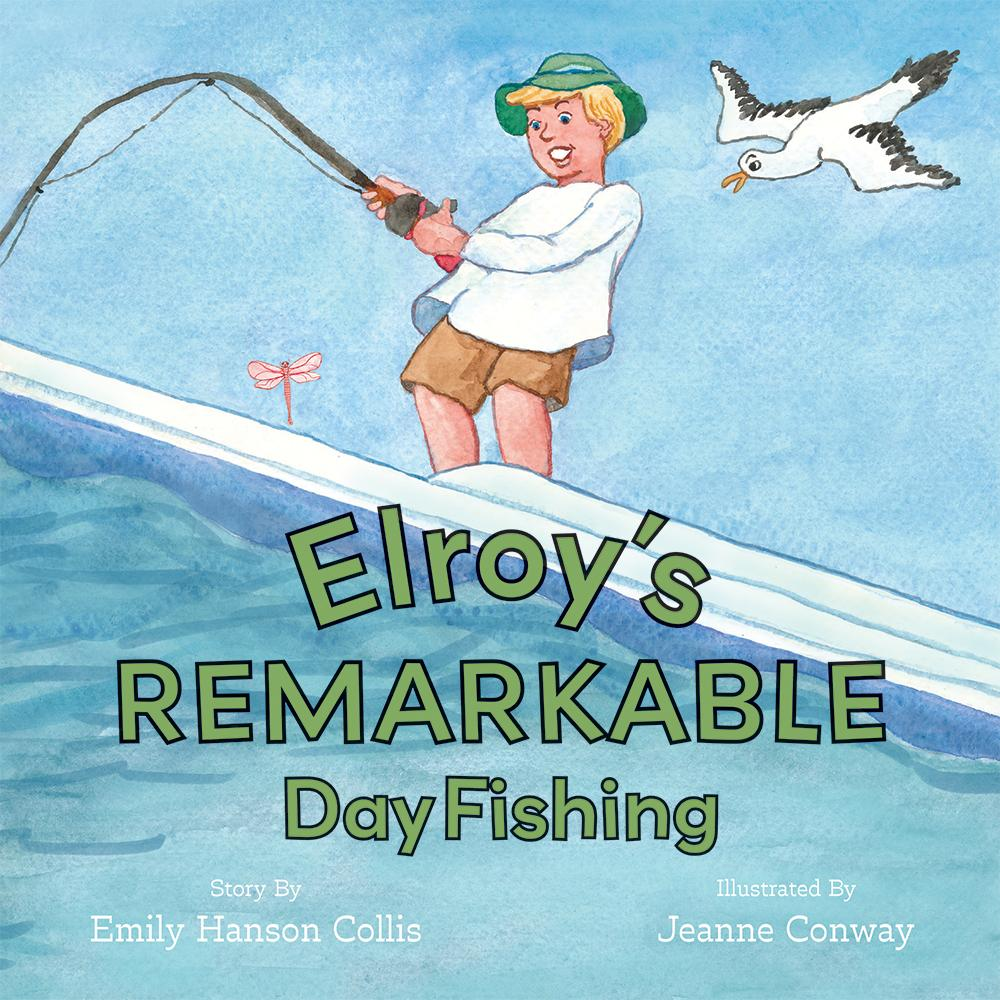 Elroy's
REMARKABLE
Day Fishing
Story By
Emily Hanson Collis
Illustrated By
Jeanne Conway